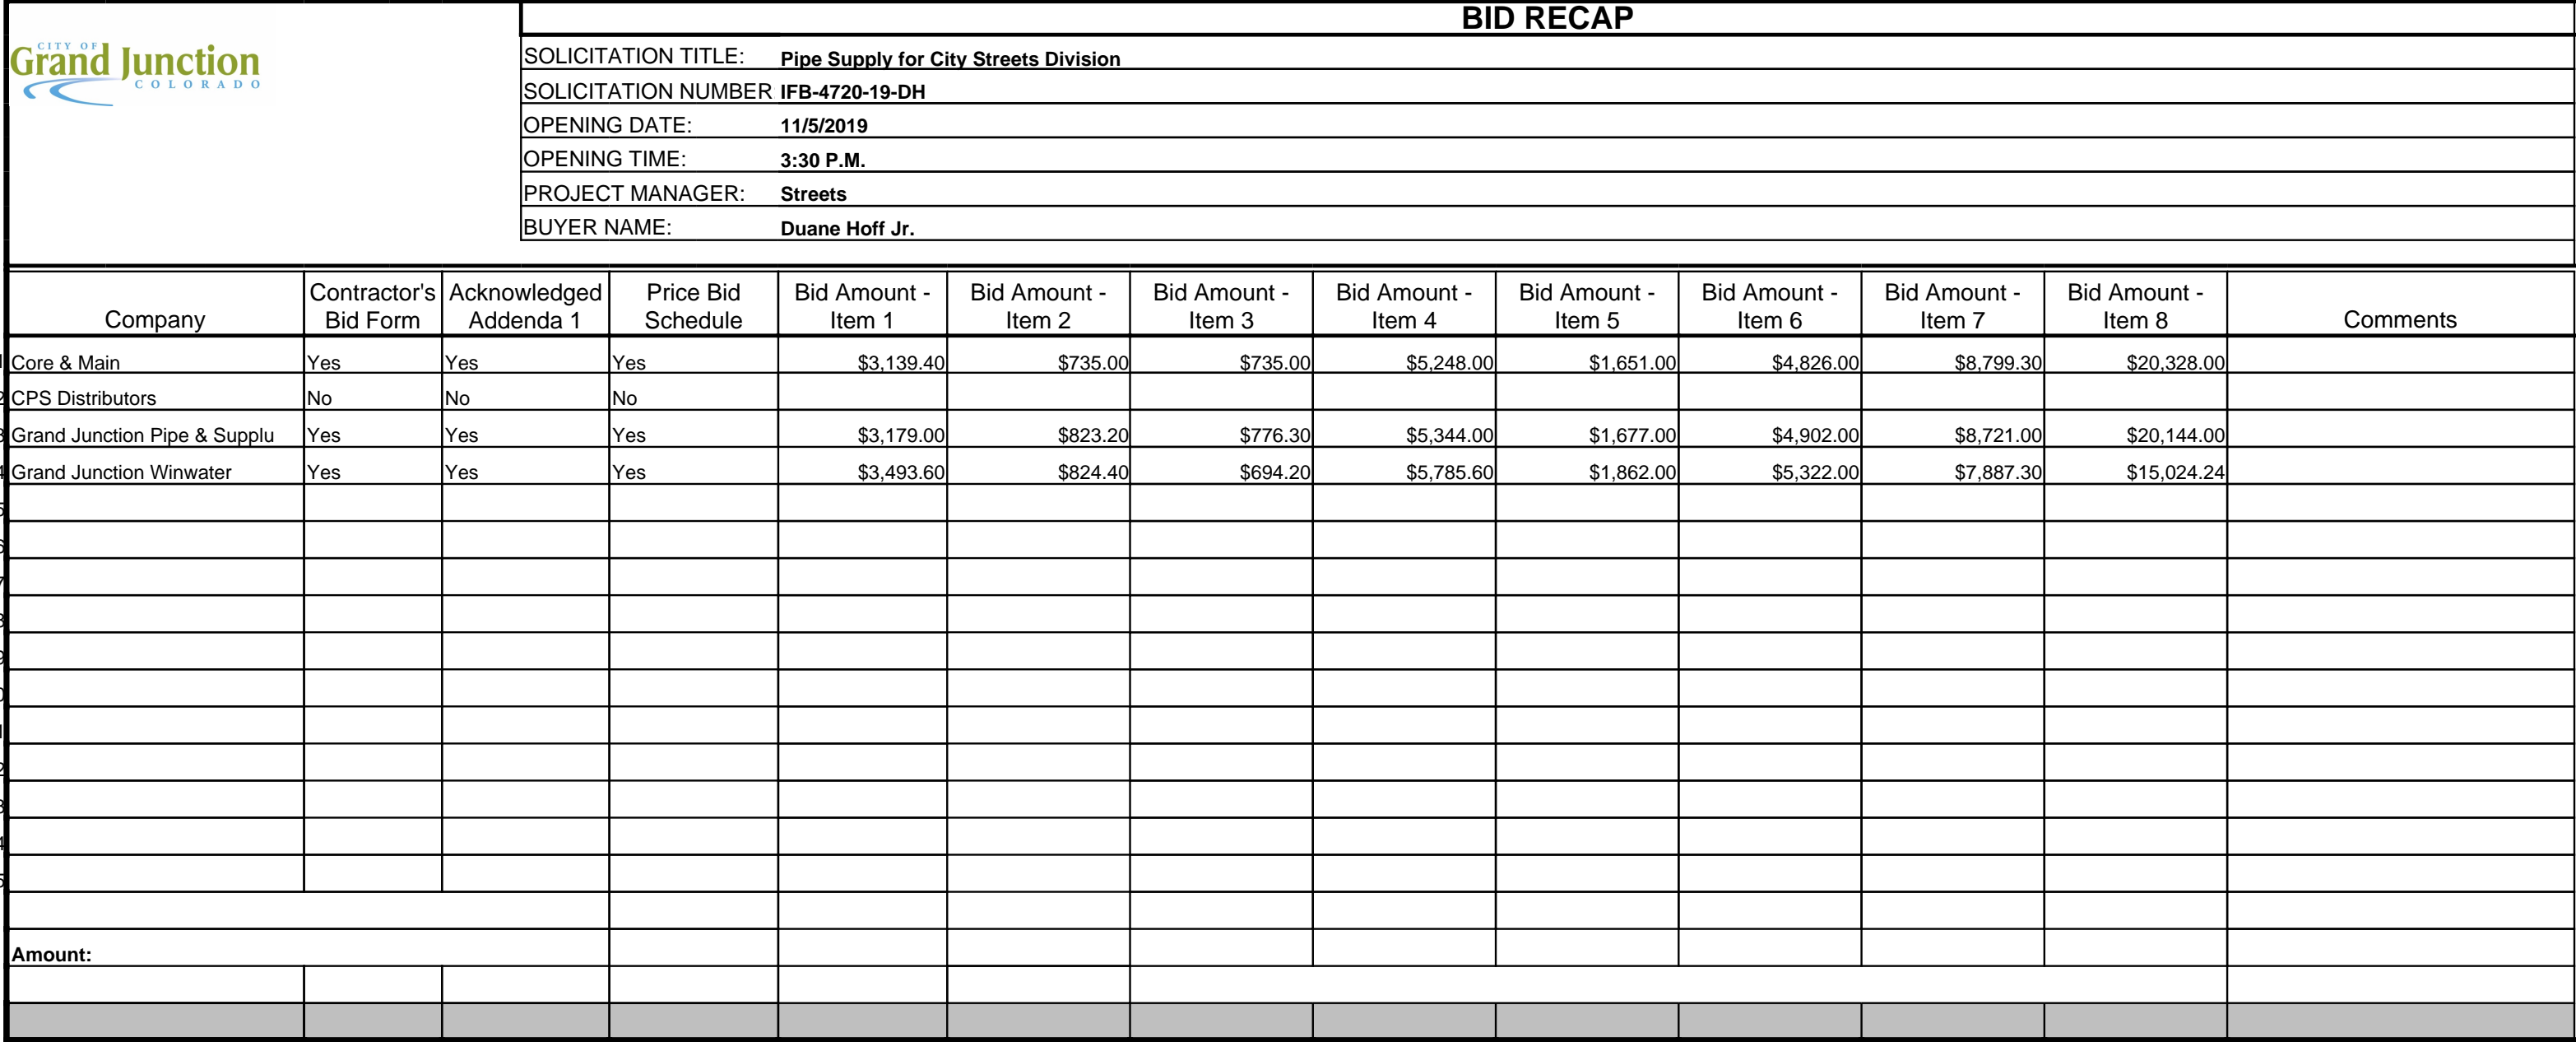 BID RECAP
CITY OF
Grand Junction
COLORADO
SOLICITATION TITLE: Pipe Supply for City Streets Division
SOLICITATION NUMBER IFB-4720-19-DH
OPENING DATE: 11/5/2019
OPENING TIME: 3:30 P.M.
PROJECT MANAGER: Streets
BUYER NAME: Duane Hoff Jr.
Company Contractor's Bid Form Acknowledged Addenda 1 Price Bid Schedule Bid Amount - Item 1 Bid Amount - Item 2 Bid Amount - Item 3 Bid Amount - Item 4 Bid Amount - Item 5 Bid Amount - Item 6 Bid Amount - Item 7 Bid Amount - Item 8 Comments
Core & Main Yes Yes Yes $3,139.40 $735.00 $735.00 $5,248.00 $1,651.00 $4,826.00 $8,799.30 $20,328.00
CPS Distributors No No No
Grand Junction Pipe & Supplu Yes Yes Yes $3,179.00 $823.20 $776.30 $5,344.00 $1,677.00 $4,902.00 $8,721.00 $20,144.00
Grand Junction Winwater Yes Yes Yes $3,493.60 $824.40 $694.20 $5,785.60 $1,862.00 $5,322.00 $7,887.30 $15,024.24
Amount: